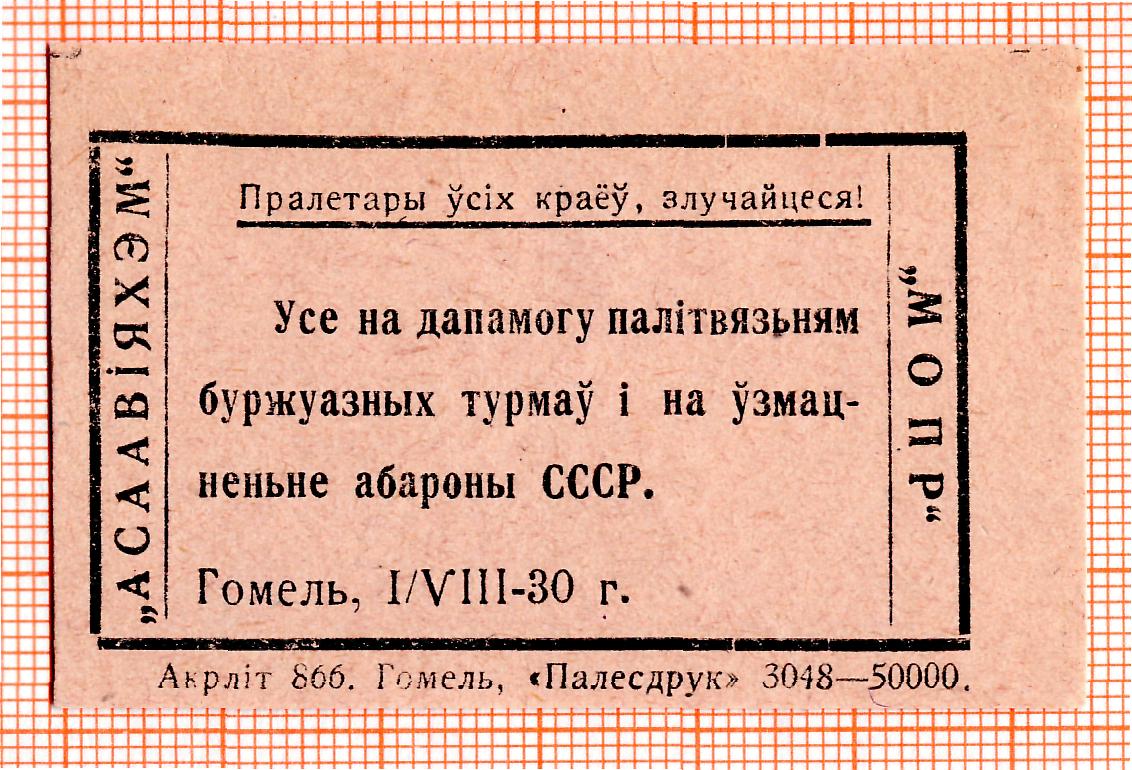 „АСААВІЯХЭМ“
Пралетары ўсіх краёў, злучайцеся!
Усе на дапамогу палітвязьням
буржуазных турмаў і на ўзмац-
неньне абароны СССР.
Гомель, I/VIII-30 г.
„МОПР“
Акрліт 866. Гомель, «Палесдрук» 3048—50000.